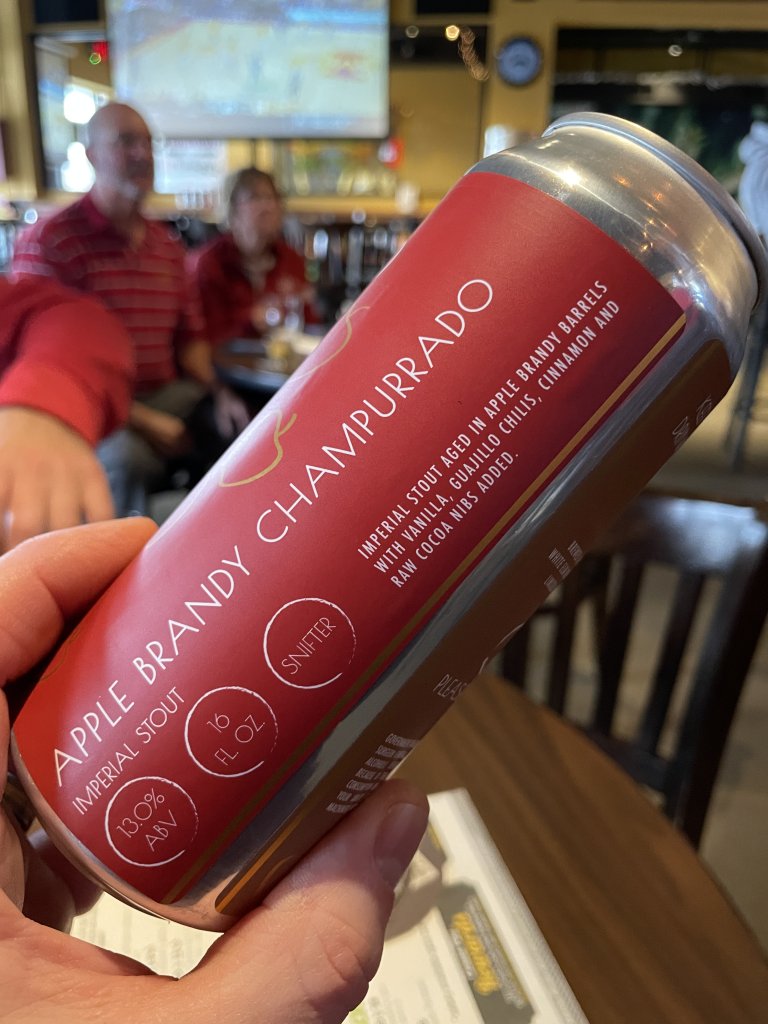 APPLE BRANDY CHAMPURRADO
IMPERIAL STOUT
13.0%
ABV
16
FL OZ
SNIFTER
IMPERIAL STOUT AGED IN APPLE BRANDY BARRELS
WITH VANILLA, GUAJILLO CHILIS, CINNAMON AND
RAW COCOA NIBS ADDED.